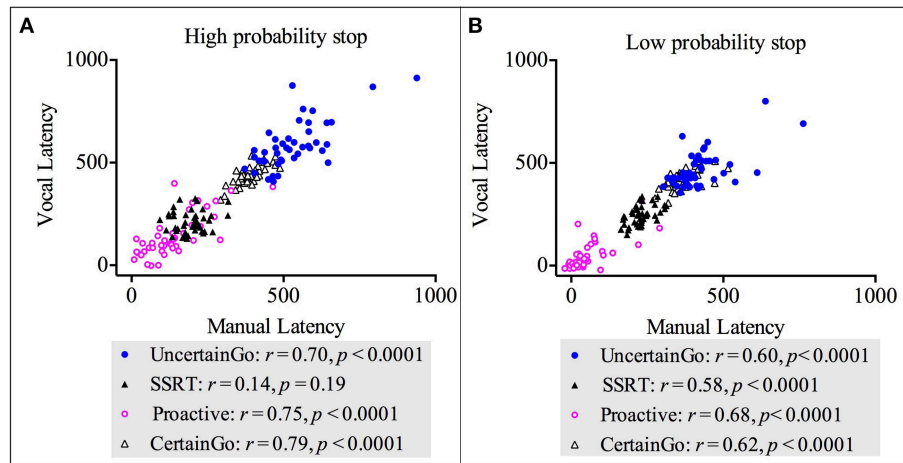 A
High probability stop
1000
Vocal Latency
500
0
0
500
1000
Manual Latency
UncertainGo: r = 0.70, p < 0.0001
SSRT: r = 0.14, p = 0.19
Proactive: r = 0.75, p < 0.0001
CertainGo: r = 0.79, p < 0.0001
B
Low probability stop
1000
Vocal Latency
500
0
0
500
1000
Manual Latency
UncertainGo: r = 0.60, p < 0.0001
SSRT: r = 0.58, p < 0.0001
Proactive: r = 0.68, p < 0.0001
CertainGo: r = 0.62, p < 0.0001